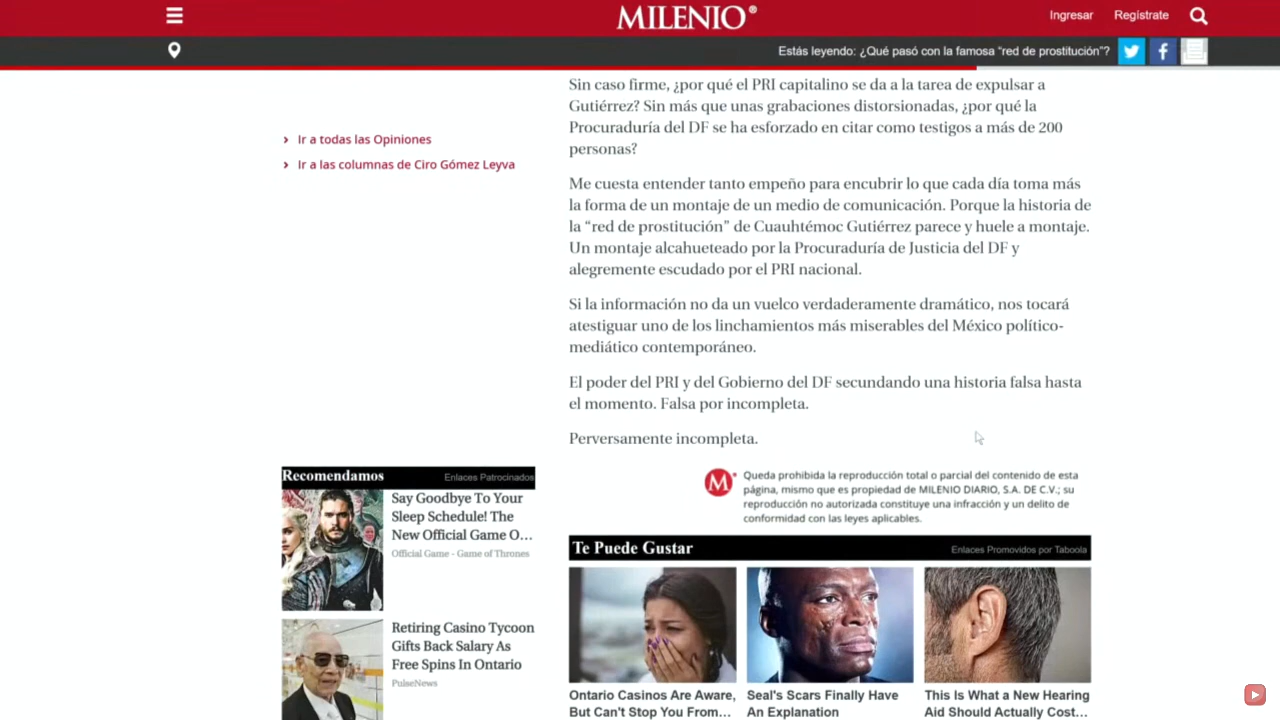 MILENIO®
Ingresar
Regístrate
Estás leyendo: ¿Qué pasó con la famosa “red de prostitución”?
Sin caso firme, ¿por qué el PRI capitalino se da a la tarea de expulsar a
Gutiérrez? Sin más que unas grabaciones distorsionadas, ¿por qué la
Procuraduría del DF se ha esforzado en citar como testigos a más de 200
personas?
› Ir a todas las Opiniones
› Ir a las columnas de Ciro Gómez Leyva
Me cuesta entender tanto empeño para encubrir lo que cada día toma más
la forma de un montaje de un medio de comunicación. Porque la historia de
la “red de prostitución” de Cuauhtémoc Gutiérrez parece y huele a montaje.
Un montaje alcahueteado por la Procuraduría de Justicia del DF y
alegremente escudado por el PRI nacional.
Si la información no da un vuelco verdaderamente dramático, nos tocará
atestiguar uno de los linchamientos más miserables del México político-
mediático contemporáneo.
El poder del PRI y del Gobierno del DF secundando una historia falsa hasta
el momento. Falsa por incompleta.
Perversamente incompleta.
Recomendamos
Enlaces Patrocinados
Say Goodbye To Your
Sleep Schedule! The
New Official Game O…
Official Game - Game of Thrones
Retiring Casino Tycoon
Gifts Back Salary As
Free Spins In Ontario
PulseNews
M
Queda prohibida la reproducción total o parcial del contenido de esta
página, mismo que es propiedad de MILENIO DIARIO, S.A. DE C.V.; su
reproducción no autorizada constituye una infracción y un delito de
conformidad con las leyes aplicables.
Te Puede Gustar
Enlaces Promovidos por Taboola
Ontario Casinos Are Aware,
But Can't Stop You From…
Seal's Scars Finally Have
An Explanation
This Is What a New Hearing
Aid Should Actually Cost…